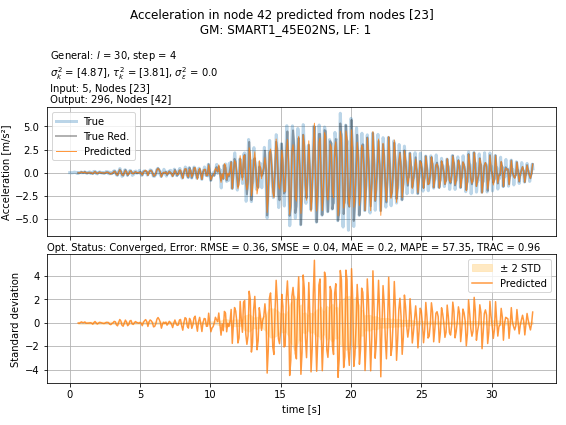 Acceleration in node 42 predicted from nodes [23]
GM: SMART1_45E02NS, LF: 1
General: l = 30, step = 4
σ²ₖ = [4.87], τ²ₖ = [3.81], σ²_ε = 0.0
Input: 5, Nodes [23]
Output: 296, Nodes [42]
True
True Red.
Predicted
Acceleration [m/s²]
5.0
2.5
0.0
−2.5
−5.0
Opt. Status: Converged, Error: RMSE = 0.36, SMSE = 0.04, MAE = 0.2, MAPE = 57.35, TRAC = 0.96
± 2 STD
Predicted
Standard deviation
4
2
0
−2
−4
0 5 10 15 20 25 30
time [s]